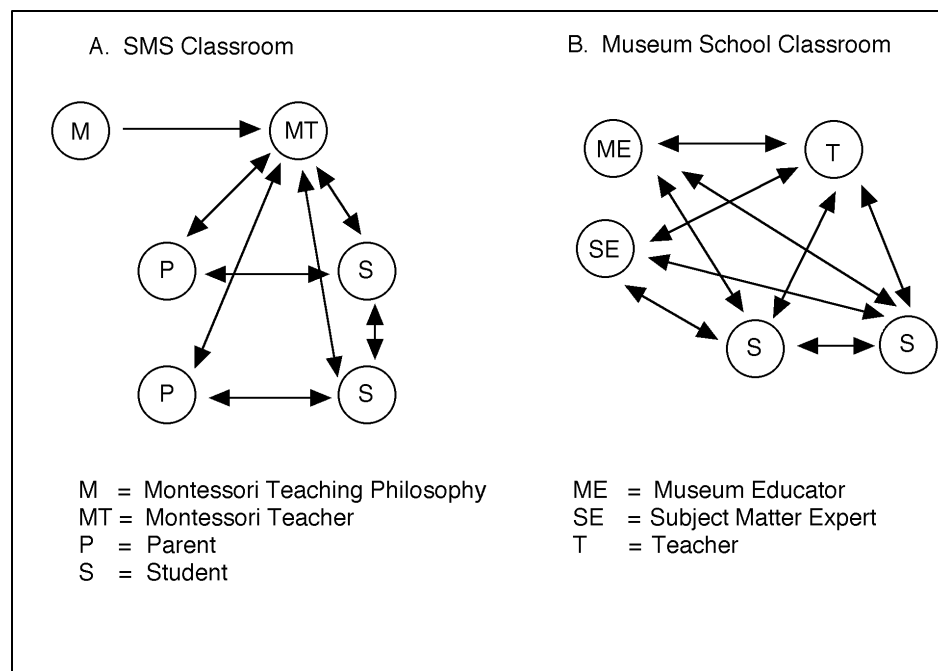 A. SMS Classroom
B. Museum School Classroom
M
MT
P
S
P
S
ME
T
SE
S
S
M = Montessori Teaching Philosophy
MT = Montessori Teacher
P = Parent
S = Student
ME = Museum Educator
SE = Subject Matter Expert
T = Teacher